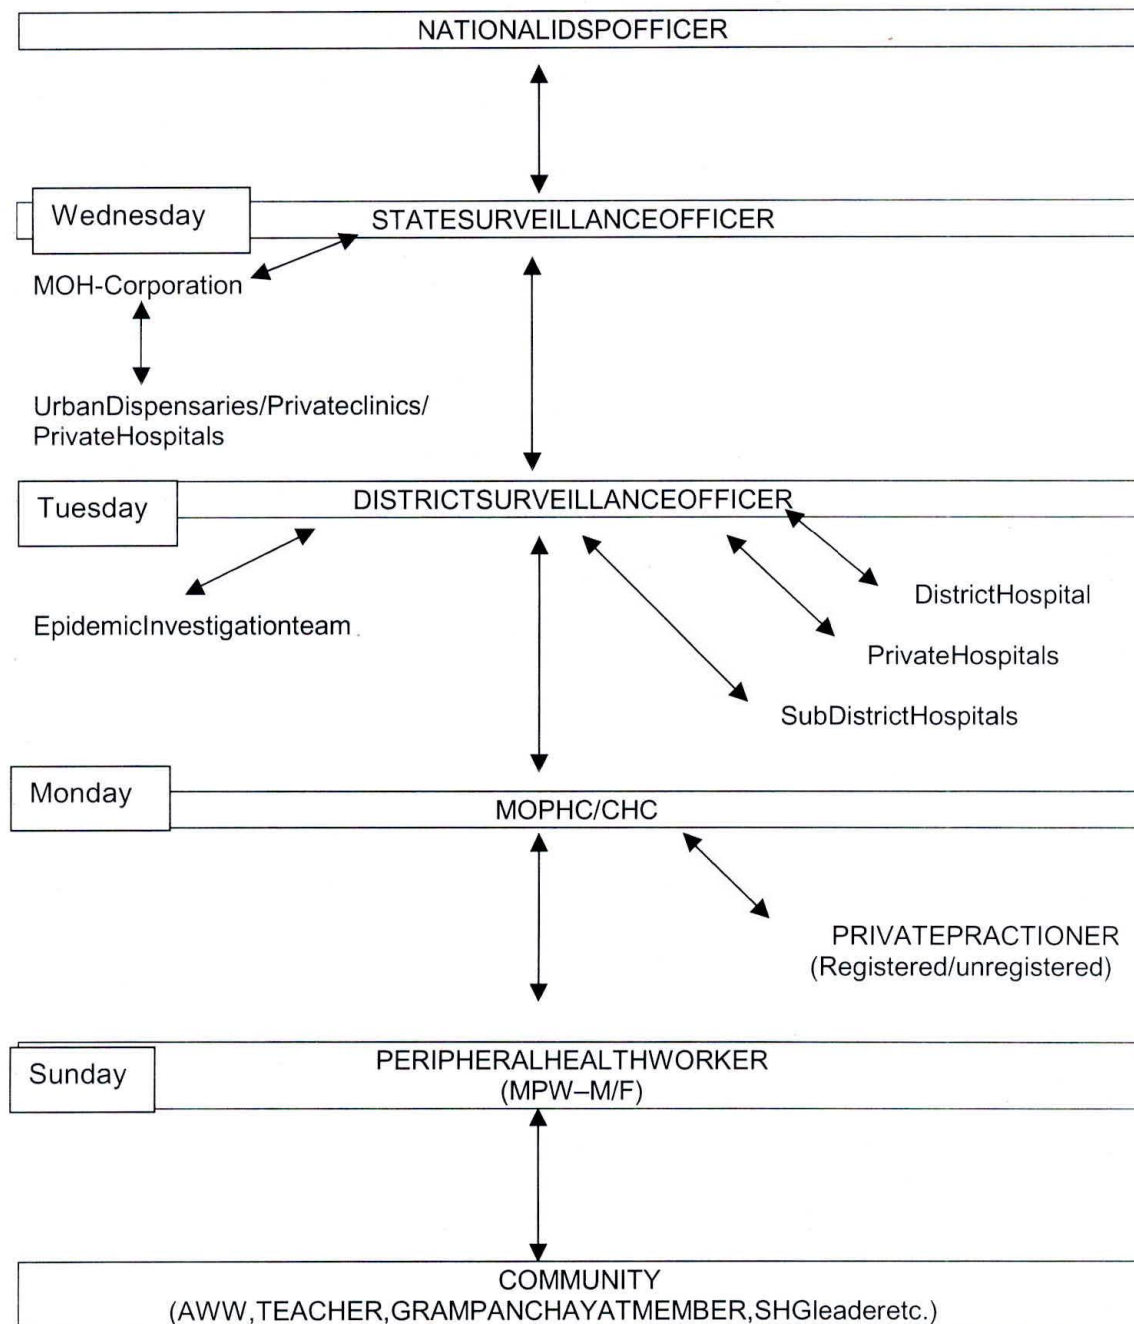 NATIONALIDSPOFFICER
Wednesday
STATESURVEILLANCEOFFICER
MOH-Corporation
UrbanDispensaries/Privateclinics/
PrivateHospitals
Tuesday
DISTRICTSURVEILLANCEOFFICER
DistrictHospital
EpidemicInvestigationteam
PrivateHospitals
SubDistrictHospitals
Monday
MOPHC/CHC
PRIVATEPRACTIONER
(Registered/unregistered)
Sunday
PERIPHERALHEALTHWORKER
(MPW–M/F)
COMMUNITY
(AWW,TEACHER,GRAMPANCHAYATMEMBER,SHGleaderetc.)